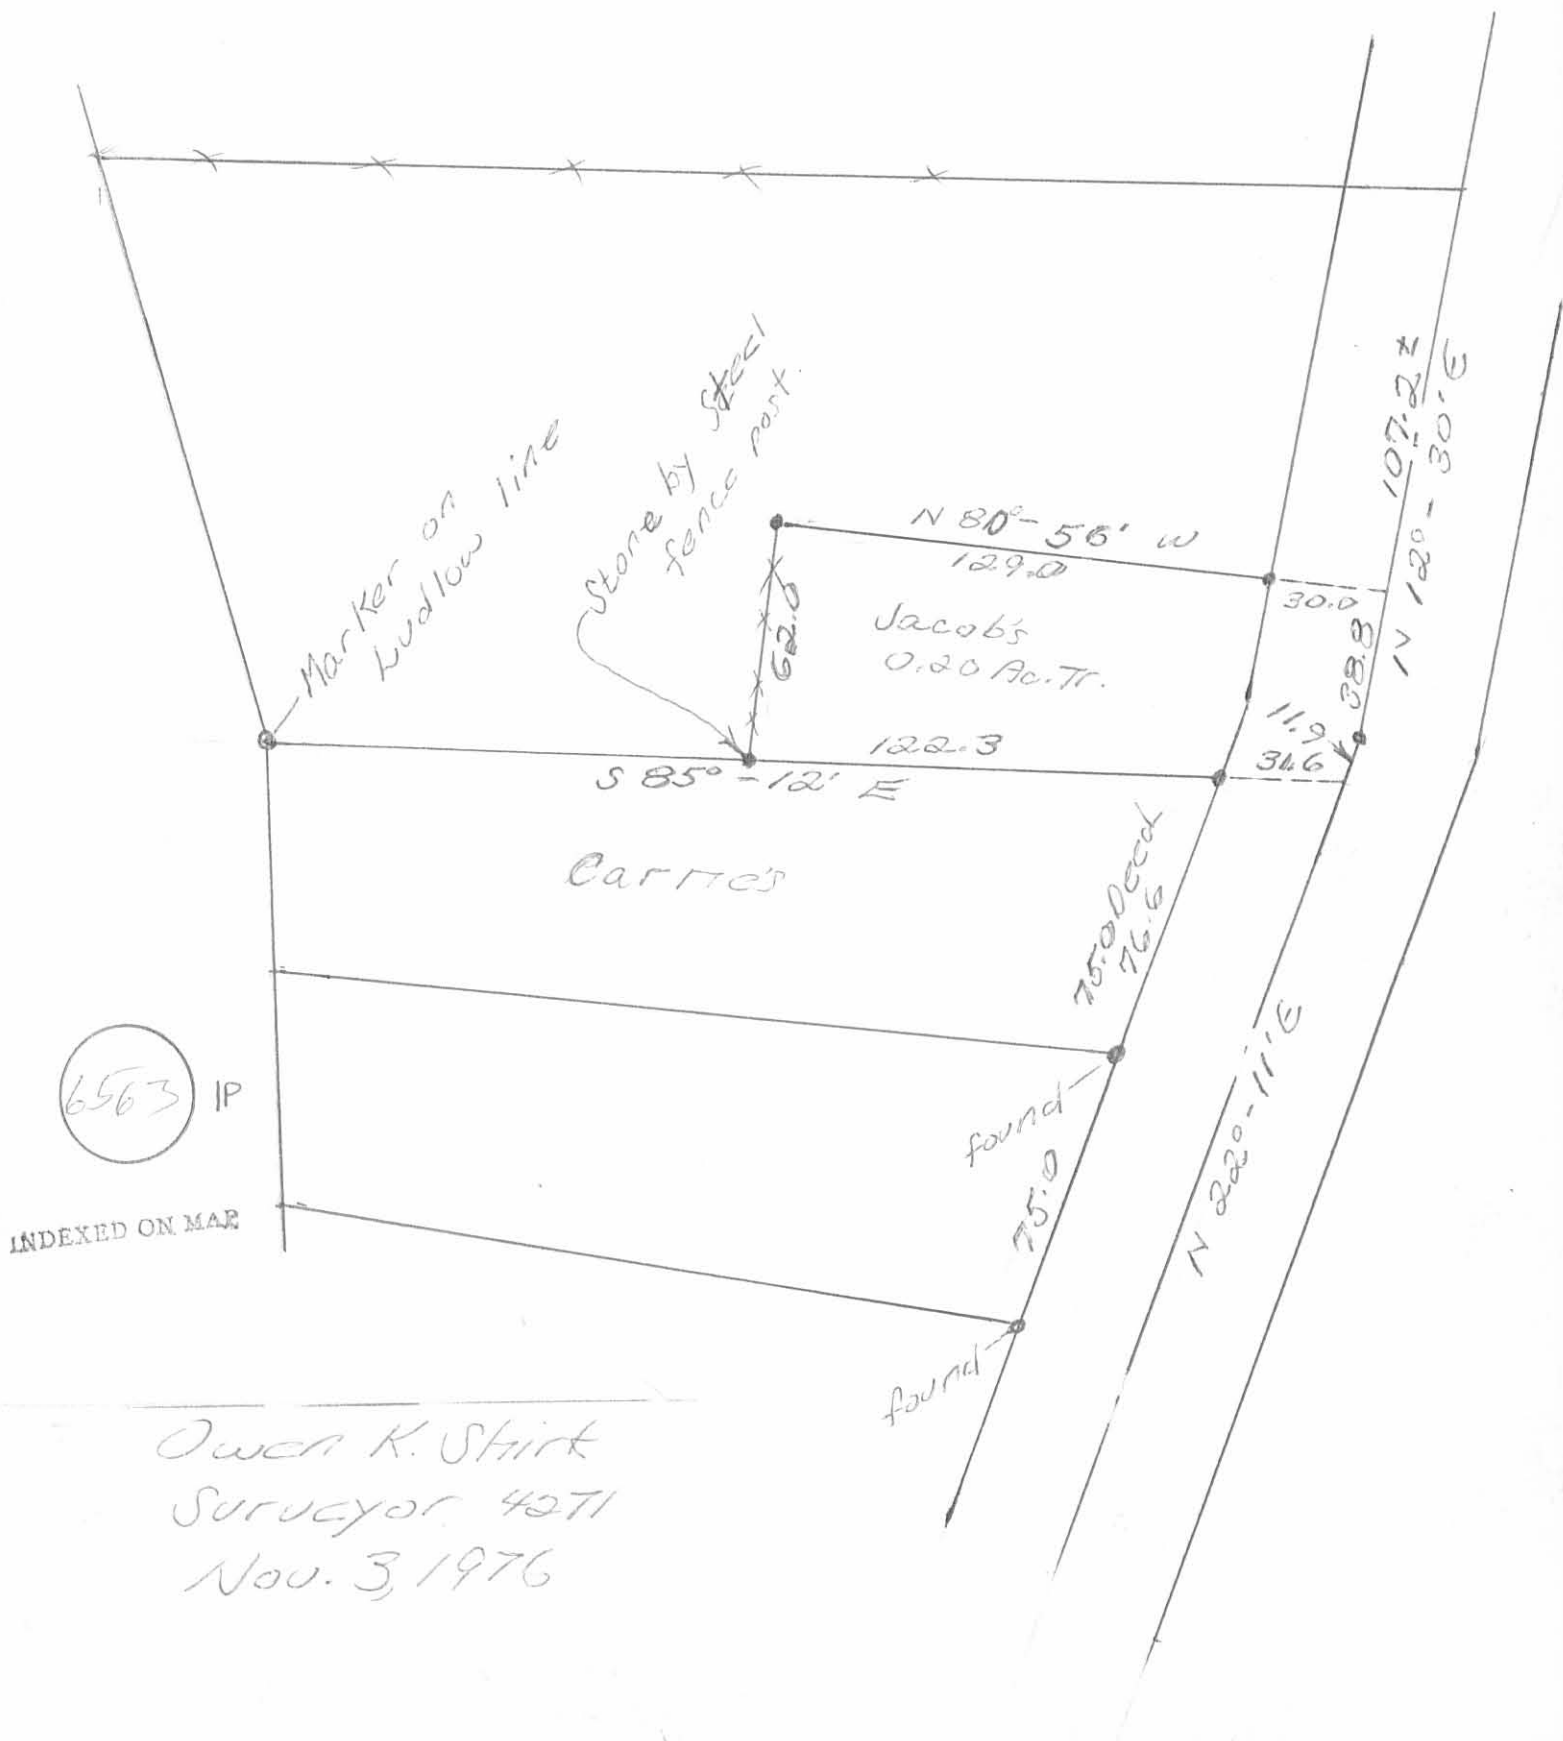 107.2 ±
N 12° - 30' E
Stone by Steel
fence post.
Marker on
Ludlow line
N 80° - 56' W
129.0
30.0
62.0
Jacob's
0.20 Ac. Tr.
38.8
11.9
31.6
122.3
S 85° - 12' E
75.0 Deed
76.6
Carrie's
found
75.0
N 22° - 11' E
6563
IP
INDEXED ON MAP
found
Owen K. Shirk
Surveyor 4271
Nov. 3, 1976